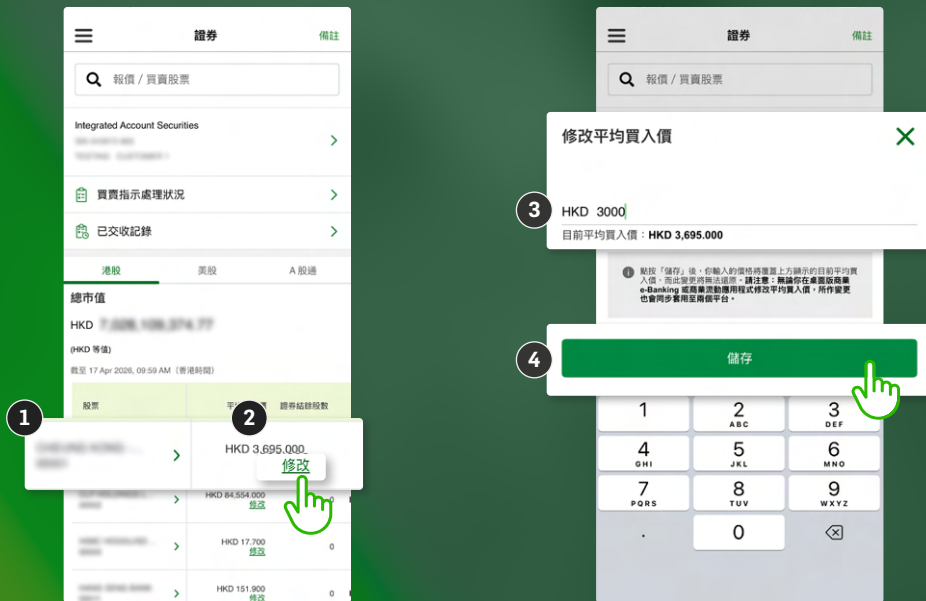 證券
備註
報價 / 買賣股票
Integrated Account Securities
買賣指示處理狀況
已交收記錄
港股
美股
A 股通
總市值
HKD
(HKD 等值)
截至 17 Apr 2026, 09:59 AM（香港時間）
股票
證券結餘股數
1
2
HKD 3,695.000
修改
HKD 84,554.000
修改
0
HKD 17.700
修改
0
HKD 151.900
修改
0
證券
備註
報價 / 買賣股票
修改平均買入價
3
HKD 3000
目前平均買入價：HKD 3,695.000
點按「儲存」後，你輸入的價格將覆蓋上方顯示的目前平均買
入價，而此變更將無法還原。請注意：無論你在桌面版商業
e-Banking 或商業流動應用程式修改平均買入價，所作變更
也會同步套用至兩個平台。
4
儲存
1
2
ABC
3
DEF
4
GHI
5
JKL
6
MNO
7
PQRS
8
TUV
9
WXYZ
.
0